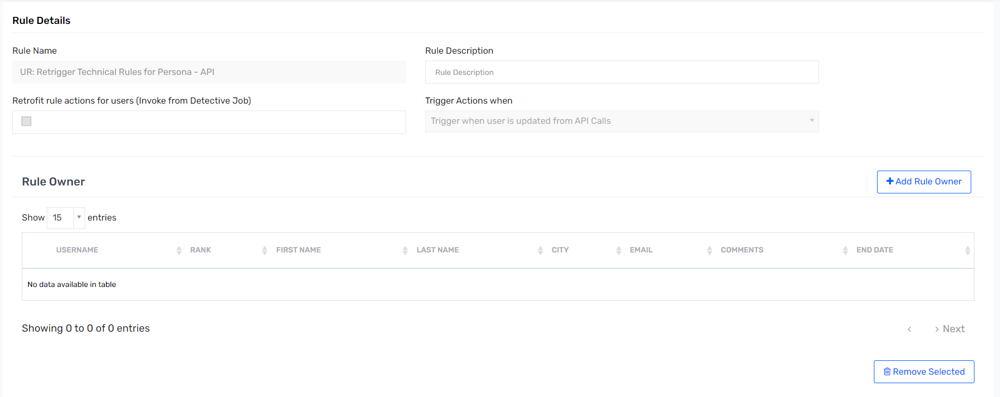 Rule Details
Rule Name
Rule Description
UR: Retrigger Technical Rules for Persona - API
Rule Description
Retrofit rule actions for users (Invoke from Detective Job)
Trigger Actions when
Trigger when user is updated from API Calls
Rule Owner
Add Rule Owner
Show 15 entries
USERNAME RANK FIRST NAME LAST NAME CITY EMAIL COMMENTS END DATE
No data available in table
Showing 0 to 0 of 0 entries
‹ › Next
Remove Selected